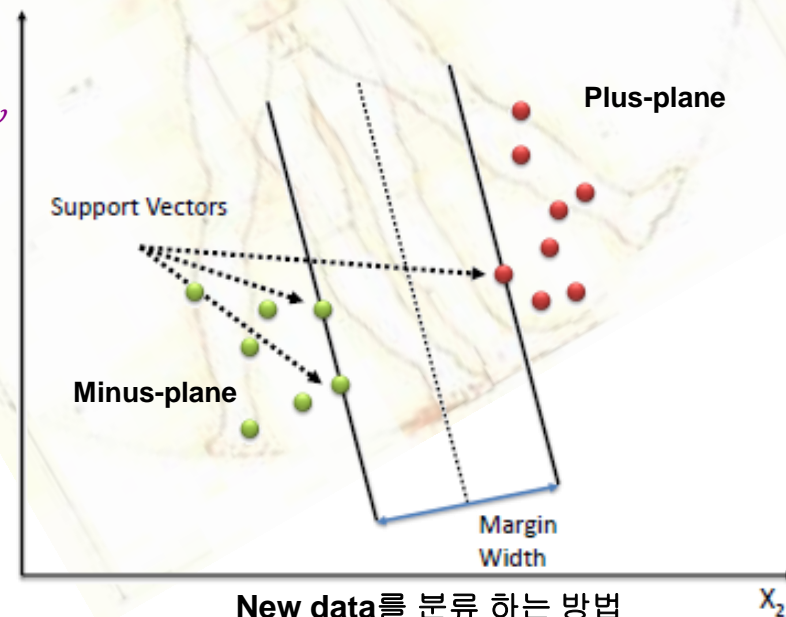 Plus-plane
Support Vectors
Minus-plane
Margin
Width
New data를 분류 하는 방법
X₂